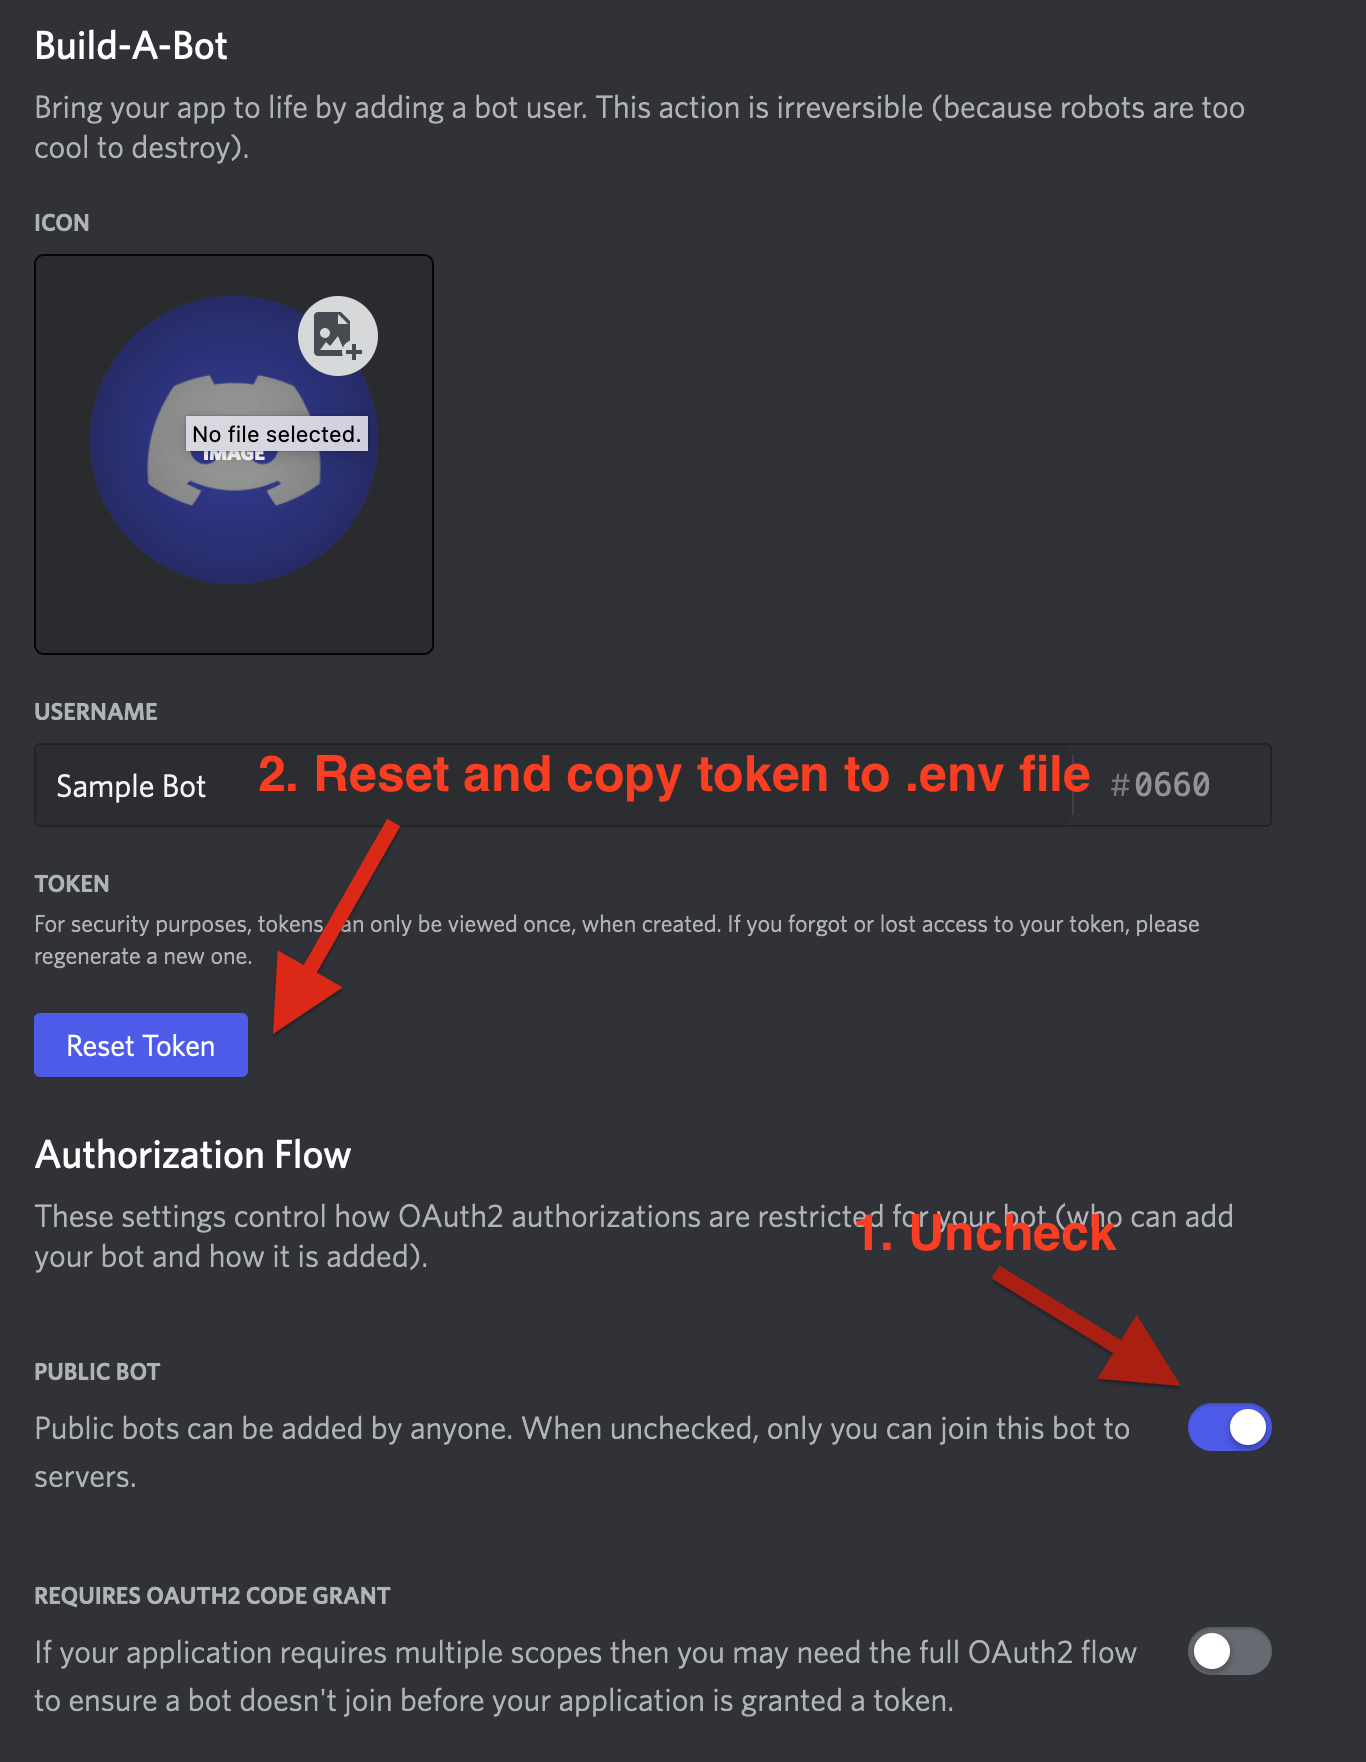 Build-A-Bot
Bring your app to life by adding a bot user. This action is irreversible (because robots are too
cool to destroy).
ICON
No file selected.
IMAGE
USERNAME
Sample Bot
2. Reset and copy token to .env file
#0660
TOKEN
For security purposes, tokens can only be viewed once, when created. If you forgot or lost access to your token, please
regenerate a new one.
Reset Token
Authorization Flow
These settings control how OAuth2 authorizations are restricted for your bot (who can add
your bot and how it is added).
1. Uncheck
PUBLIC BOT
Public bots can be added by anyone. When unchecked, only you can join this bot to
servers.
REQUIRES OAUTH2 CODE GRANT
If your application requires multiple scopes then you may need the full OAuth2 flow
to ensure a bot doesn't join before your application is granted a token.